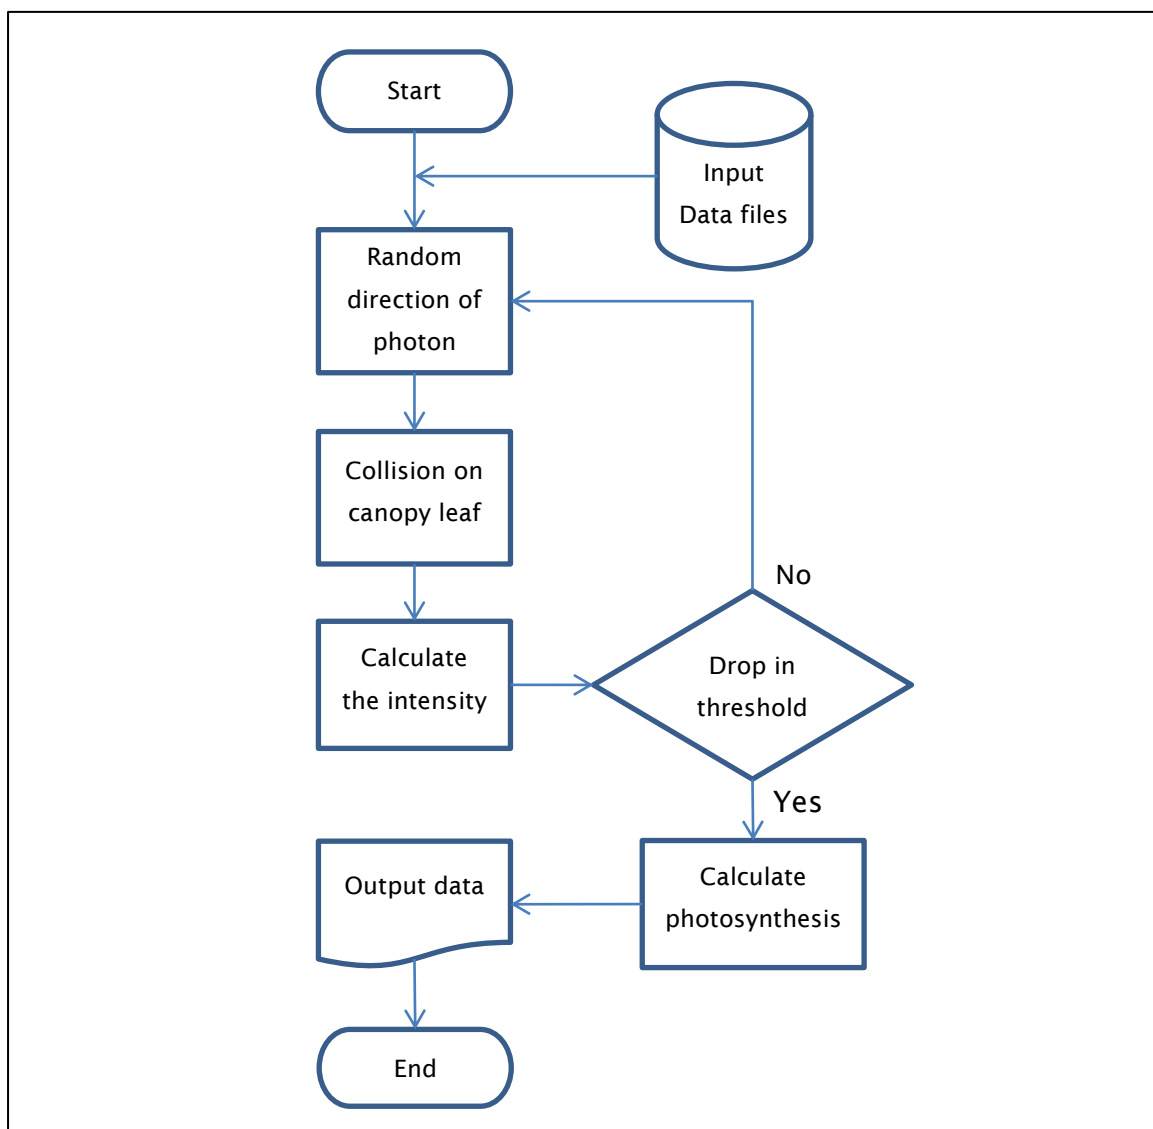 Start
Input
Data files
Random
direction of
photon
Collision on
canopy leaf
Calculate
the intensity
No
Drop in
threshold
Yes
Calculate
photosynthesis
Output data
End